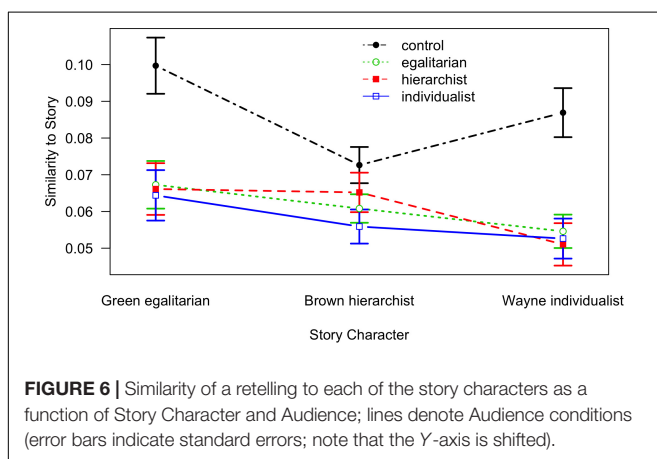 control
egalitarian
hierarchist
individualist
0.10
0.09
0.08
0.07
0.06
0.05
Similarity to Story
Green egalitarian Brown hierarchist Wayne individualist
Story Character
FIGURE 6 | Similarity of a retelling to each of the story characters as a
function of Story Character and Audience; lines denote Audience conditions
(error bars indicate standard errors; note that the Y-axis is shifted).